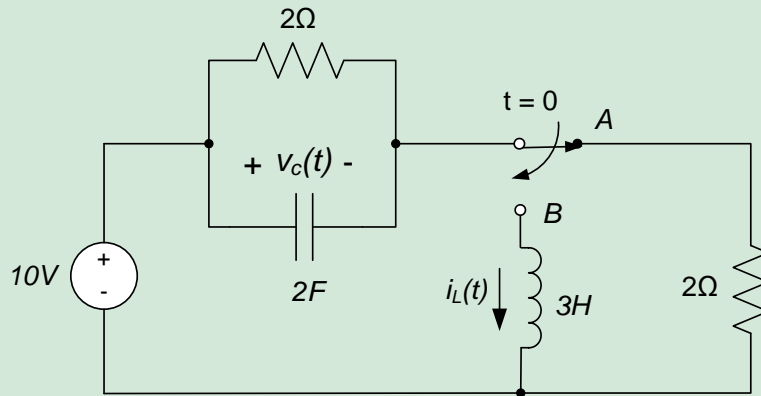 2Ω
t = 0
A
+ v_c(t) -
B
+
10V
-
2F
i_L(t)
3H
2Ω